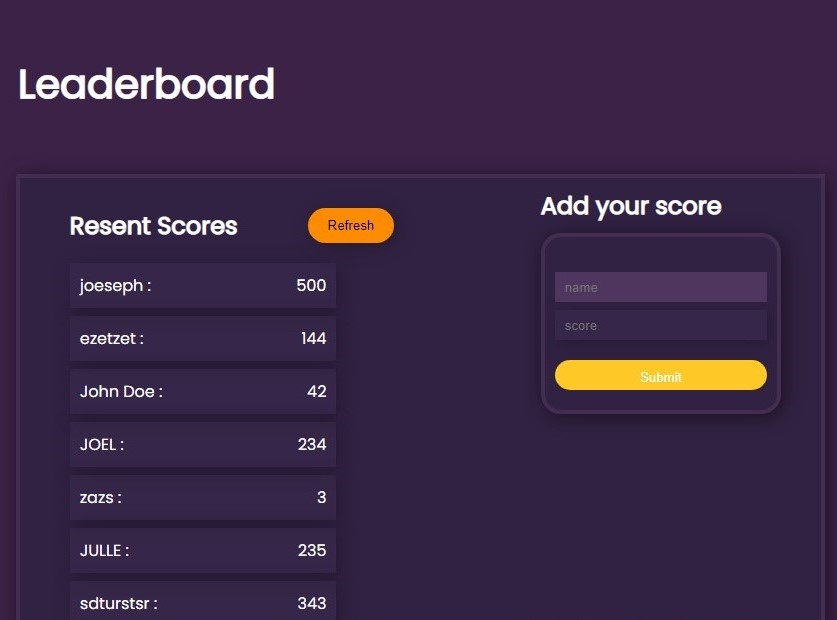 Leaderboard
Resent Scores
Refresh
joeseph : 500
ezetzet : 144
John Doe : 42
JOEL : 234
zazs : 3
JULLE : 235
sdturstsr : 343
Add your score
name
score
Submit